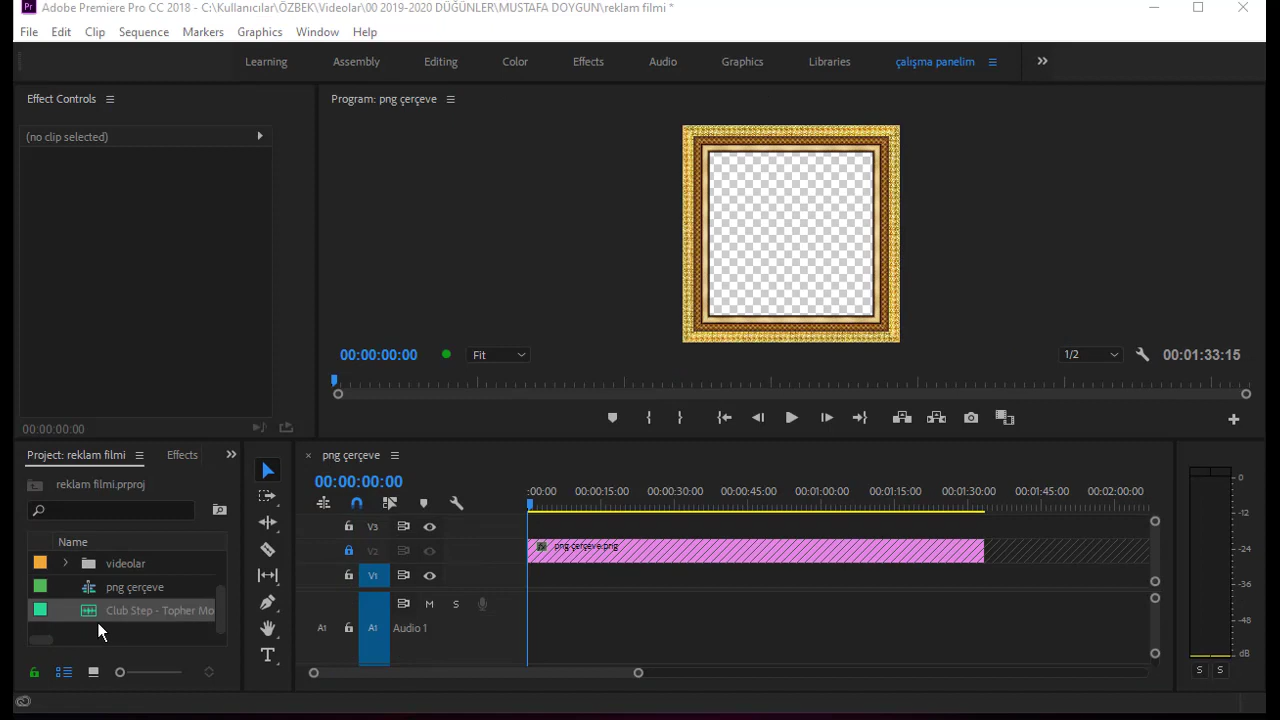 Pr Adobe Premiere Pro CC 2018 - C:\Kullanıcılar\ÖZBEK\Videolar\00 2019-2020 DÜĞÜNLER\MUSTAFA DOYGUN\reklam filmi *
File Edit Clip Sequence Markers Graphics Window Help
Learning Assembly Editing Color Effects Audio Graphics Libraries çalışma panelim
Effect Controls
Program: png çerçeve
(no clip selected)
00:00:00:00 Fit 1/2 00:01:33:15
00:00:00:00
Project: reklam filmi Effects
png çerçeve
reklam filmi.prproj
00:00:00:00
:00:00 00:00:15:00 00:00:30:00 00:00:45:00 00:01:00:00 00:01:15:00 00:01:30:00 00:01:45:00 00:02:00:00
Name
videolar
png çerçeve
Club Step - Topher Mo
V3
V2 png çerçeve.png
V1
M S
A1 A1 Audio 1
0
-12
-24
-36
-48
dB
S S